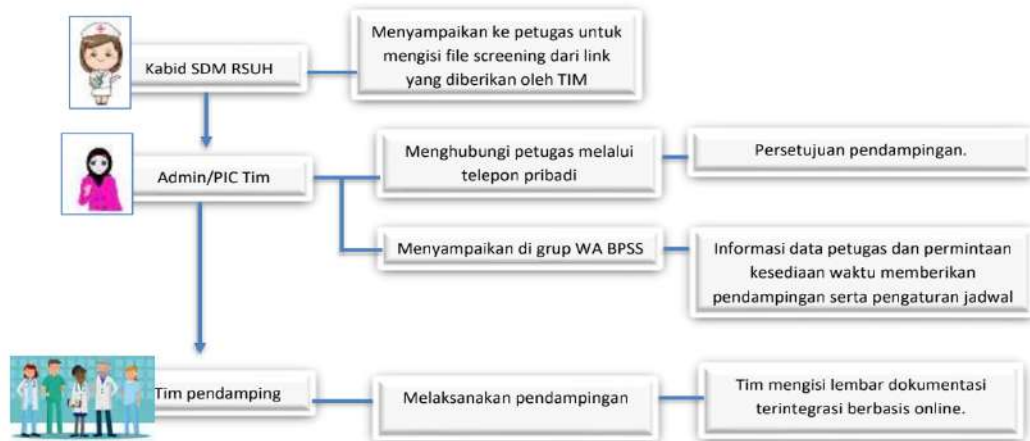 Kabid SDM RSUH
Menyampaikan ke petugas untuk
mengisi file screening dari link
yang diberikan oleh TIM
Admin/PIC Tim
Menghubungi petugas melalui
telepon pribadi
Persetujuan pendampingan.
Menyampaikan di grup WA BPSS
Informasi data petugas dan permintaan
kesediaan waktu memberikan
pendampingan serta pengaturan jadwal
Tim pendamping
Melaksanakan pendampingan
Tim mengisi lembar dokumentasi
terintegrasi berbasis online.